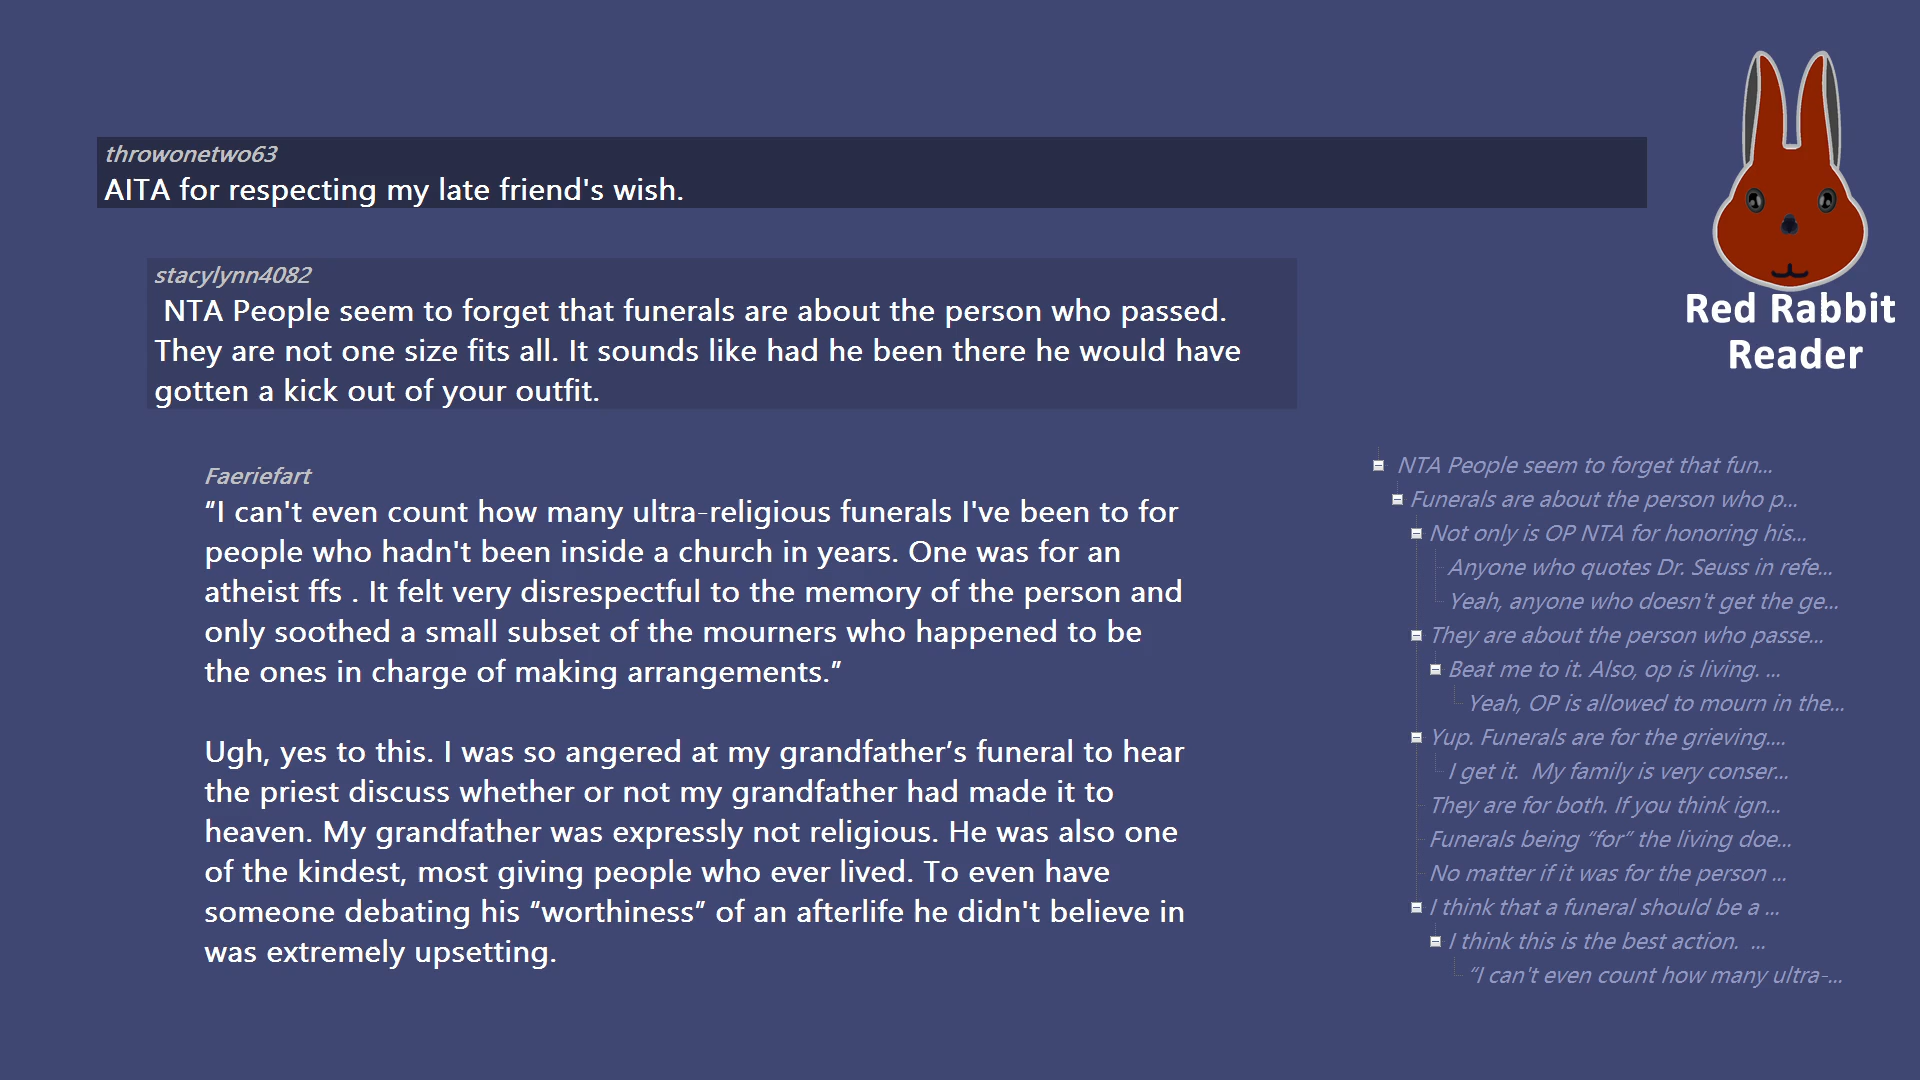 throwonetwo63
AITA for respecting my late friend's wish.
stacylynn4082
NTA People seem to forget that funerals are about the person who passed.
They are not one size fits all. It sounds like had he been there he would have
gotten a kick out of your outfit.
Faeriefart
“I can't even count how many ultra-religious funerals I've been to for
people who hadn't been inside a church in years. One was for an
atheist ffs . It felt very disrespectful to the memory of the person and
only soothed a small subset of the mourners who happened to be
the ones in charge of making arrangements.”
Ugh, yes to this. I was so angered at my grandfather’s funeral to hear
the priest discuss whether or not my grandfather had made it to
heaven. My grandfather was expressly not religious. He was also one
of the kindest, most giving people who ever lived. To even have
someone debating his “worthiness” of an afterlife he didn't believe in
was extremely upsetting.
Red Rabbit
Reader
NTA People seem to forget that fun...
Funerals are about the person who p...
Not only is OP NTA for honoring his...
Anyone who quotes Dr. Seuss in refe...
Yeah, anyone who doesn't get the ge...
They are about the person who passe...
Beat me to it. Also, op is living. ...
Yeah, OP is allowed to mourn in the...
Yup. Funerals are for the grieving....
I get it.  My family is very conser...
They are for both. If you think ign...
Funerals being “for” the living doe...
No matter if it was for the person ...
I think that a funeral should be a ...
I think this is the best action.  ...
“I can't even count how many ultra-...